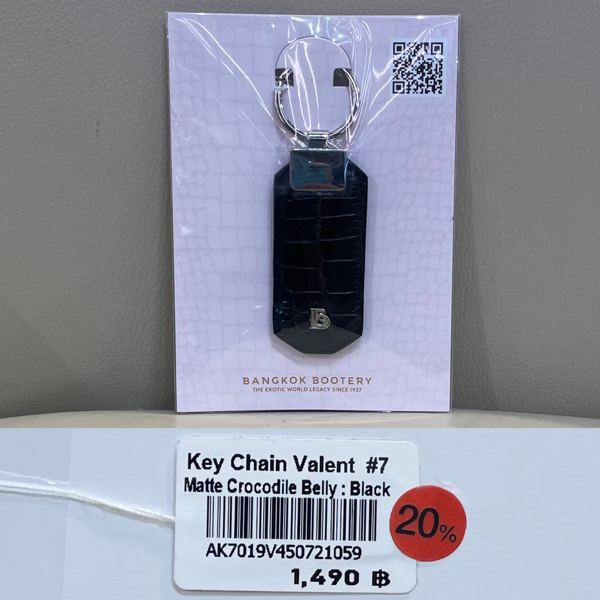 B
BANGKOK BOOTERY
THE EXOTIC WORLD LEGACY SINCE 1937
Key Chain Valent #7
Matte Crocodile Belly : Black
AK7019V450721059
1,490 ฿
20%